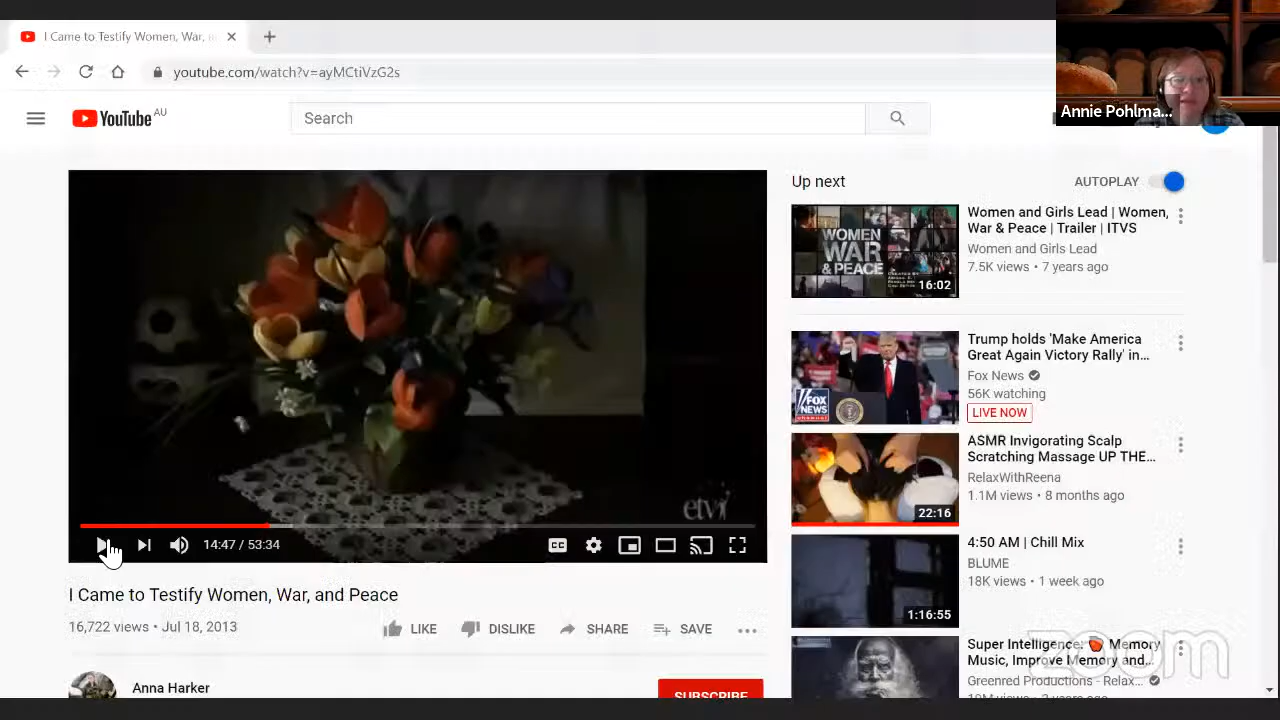 I Came to Testify Women, War,
youtube.com/watch?v=ayMCtiVzG2s
Annie Pohlma...
YouTube AU
Search
etv
14:47 / 53:34
CC
I Came to Testify Women, War, and Peace
16,722 views • Jul 18, 2013
LIKE
DISLIKE
SHARE
SAVE
Anna Harker
SUBSCRIBE
Up next
AUTOPLAY
WOMEN
WAR
& PEACE
16:02
Women and Girls Lead | Women,
War & Peace | Trailer | ITVS
Women and Girls Lead
7.5K views • 7 years ago
FOX
NEWS
channel
Trump holds 'Make America
Great Again Victory Rally' in...
Fox News
56K watching
LIVE NOW
22:16
ASMR Invigorating Scalp
Scratching Massage UP THE...
RelaxWithReena
1.1M views • 8 months ago
1:16:55
4:50 AM | Chill Mix
BLUME
18K views • 1 week ago
Super Intelligence: Memory
Music, Improve Memory and...
Greenred Productions - Relax...
zoom